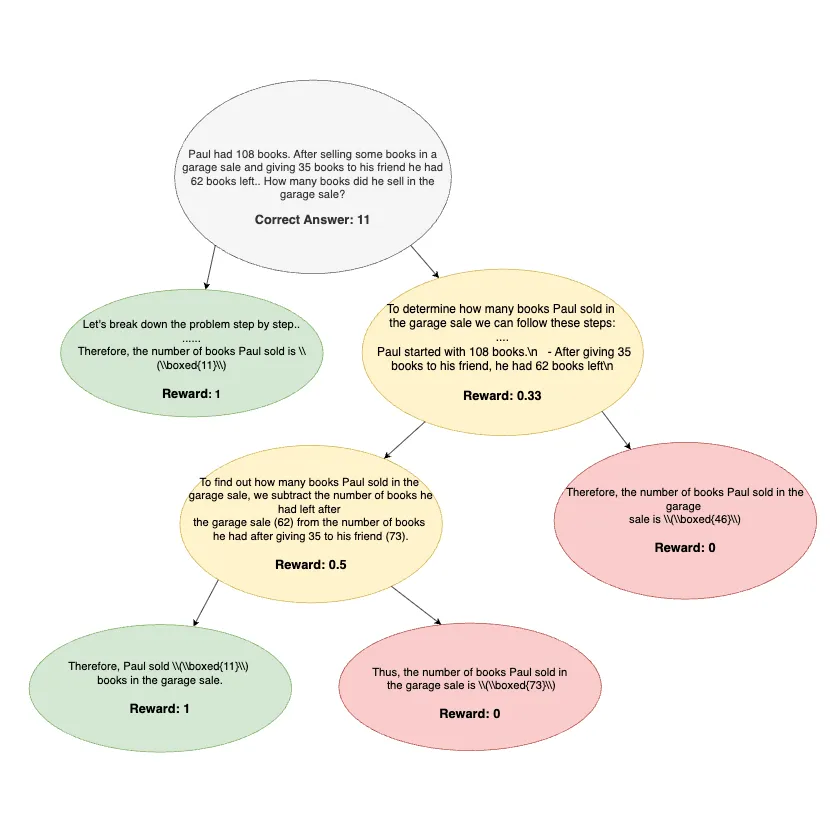 Paul had 108 books. After selling some books in a
garage sale and giving 35 books to his friend he had
62 books left.. How many books did he sell in the
garage sale?
Correct Answer: 11
Let's break down the problem step by step..
......
Therefore, the number of books Paul sold is \\
(\\boxed{11}\\)
Reward: 1
To determine how many books Paul sold in
the garage sale we can follow these steps:
....
Paul started with 108 books.\n   - After giving 35
books to his friend, he had 62 books left\n
Reward: 0.33
To find out how many books Paul sold in the
garage sale, we subtract the number of books he
had left after
the garage sale (62) from the number of books
he had after giving 35 to his friend (73).
Reward: 0.5
Therefore, the number of books Paul sold in the
garage
sale is \\(\\boxed{46}\\)
Reward: 0
Therefore, Paul sold \\(\\boxed{11}\\)
books in the garage sale.
Reward: 1
Thus, the number of books Paul sold in
the garage sale is \\(\\boxed{73}\\)
Reward: 0